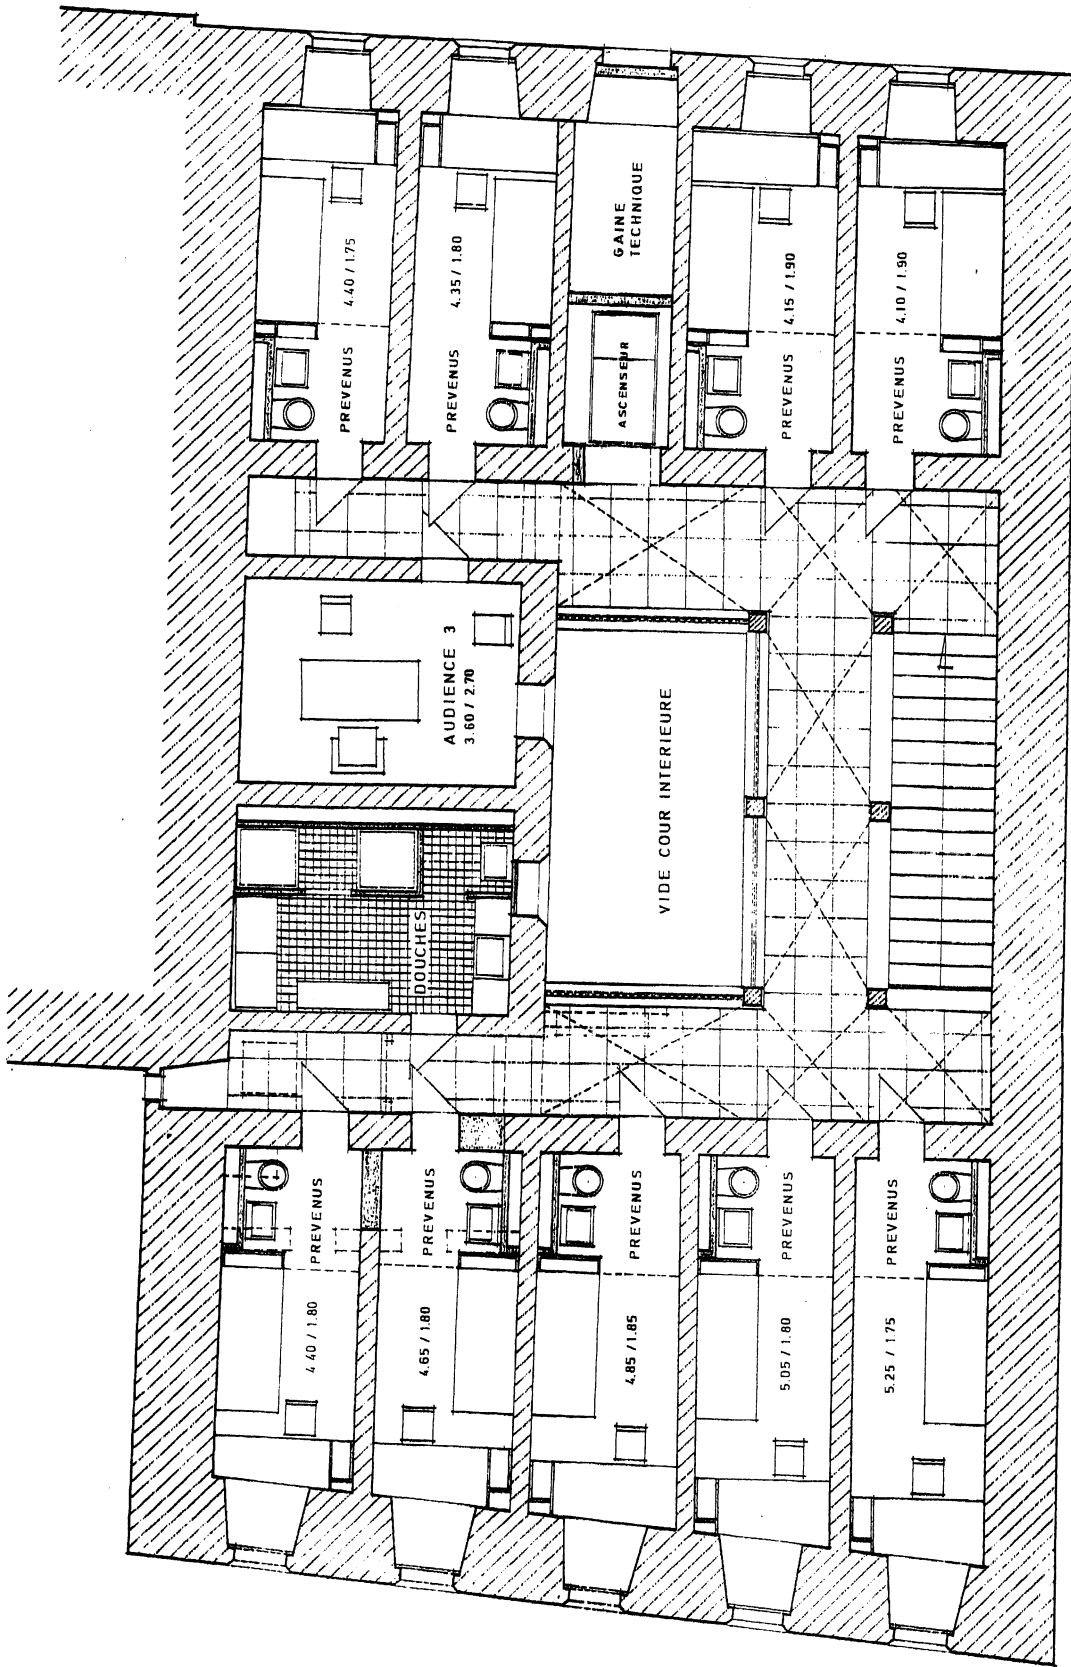 PREVENUS
4.40 / 1.75
PREVENUS
4.35 / 1.80
GAINE
TECHNIQUE
ASCENSEUR
PREVENUS
4.15 / 1.90
PREVENUS
4.10 / 1.90
AUDIENCE 3
3.60 / 2.70
DOUCHES
VIDE COUR INTERIEURE
PREVENUS
4.40 / 1.80
PREVENUS
4.65 / 1.80
PREVENUS
4.85 / 1.85
PREVENUS
5.05 / 1.80
PREVENUS
5.25 / 1.75